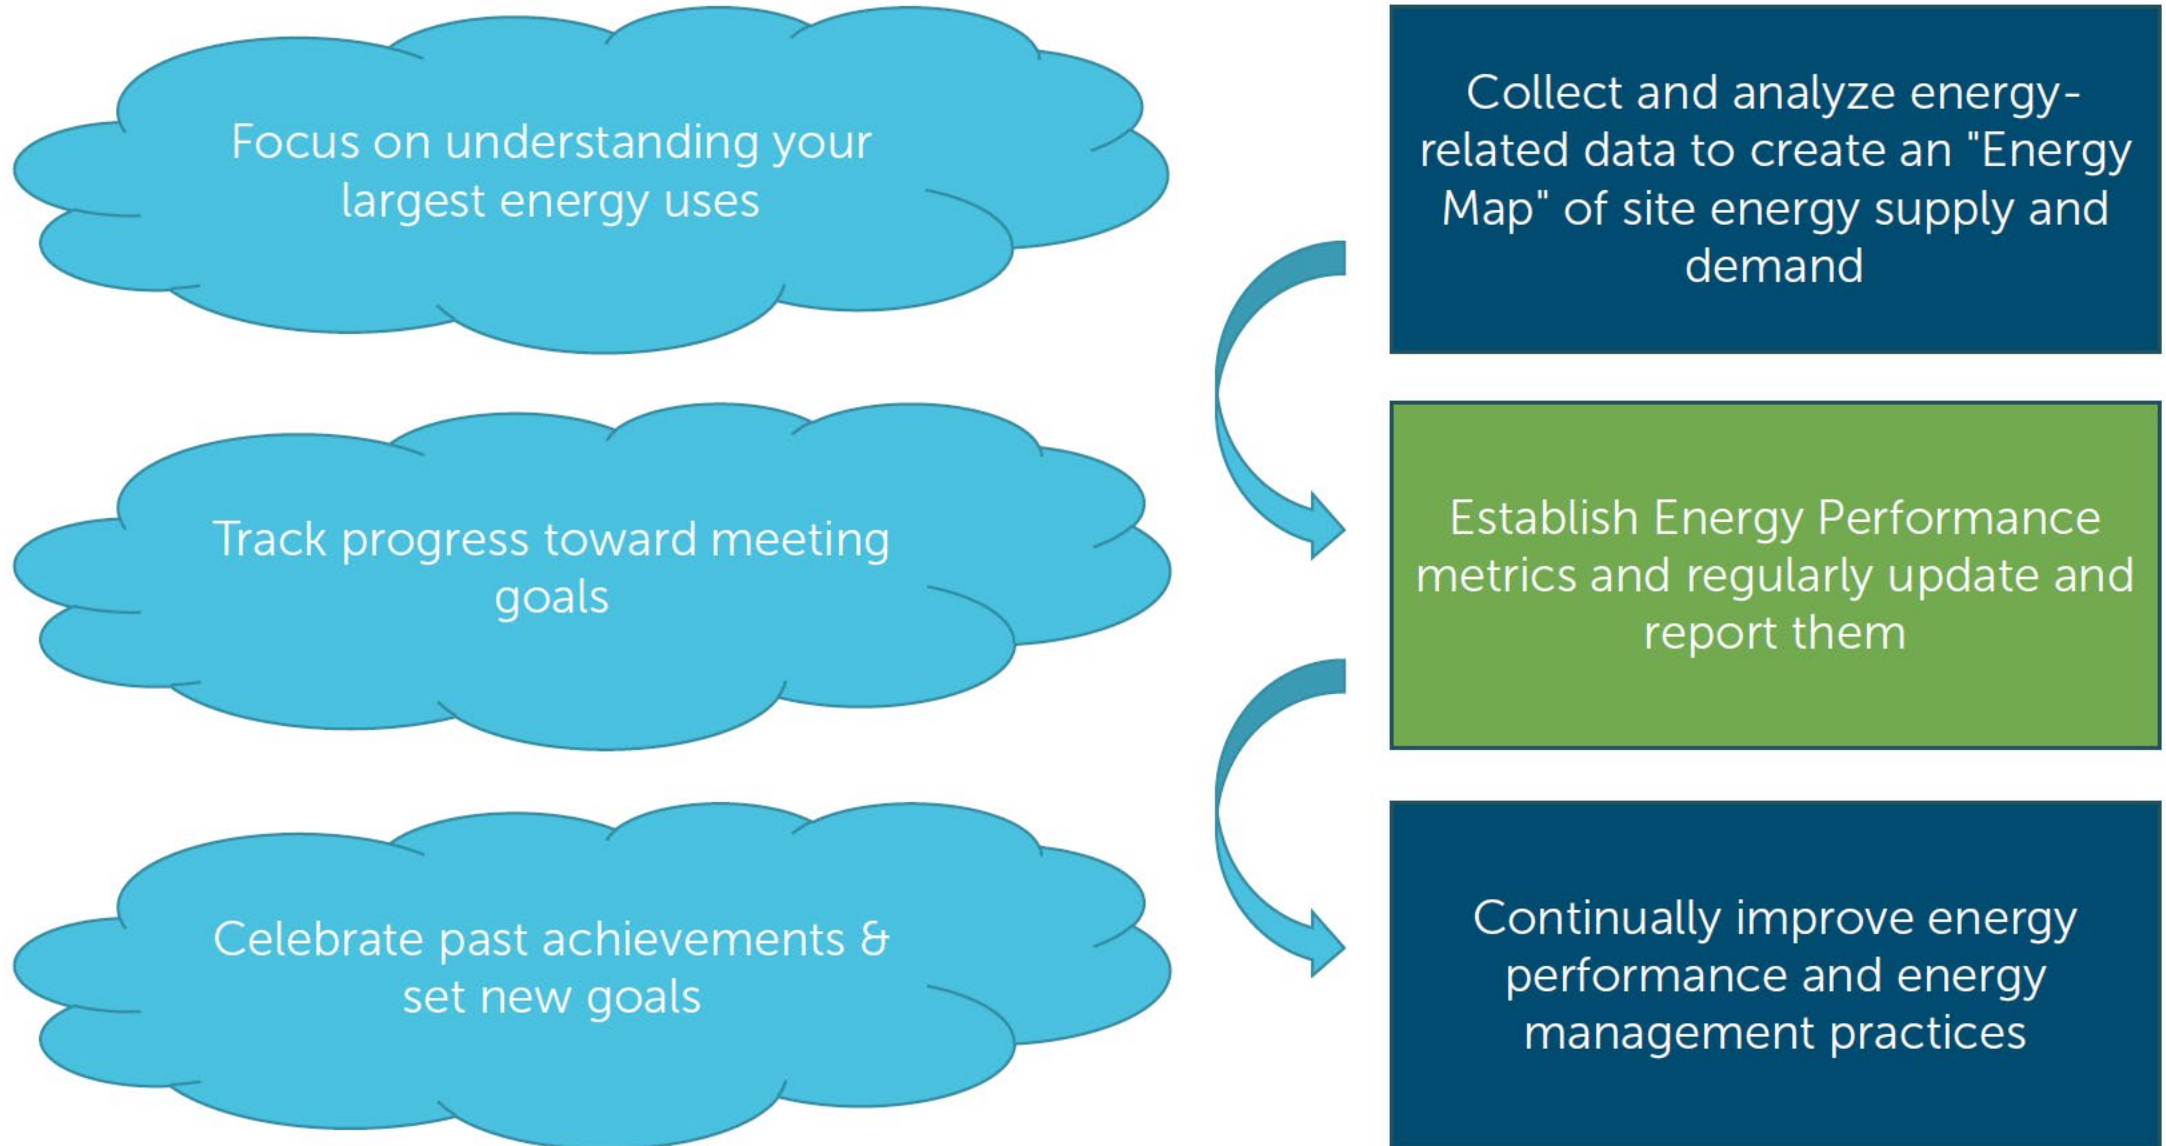 Focus on understanding your
largest energy uses
Collect and analyze energy-
related data to create an "Energy
Map" of site energy supply and
demand
Track progress toward meeting
goals
Establish Energy Performance
metrics and regularly update and
report them
Celebrate past achievements &
set new goals
Continually improve energy
performance and energy
management practices